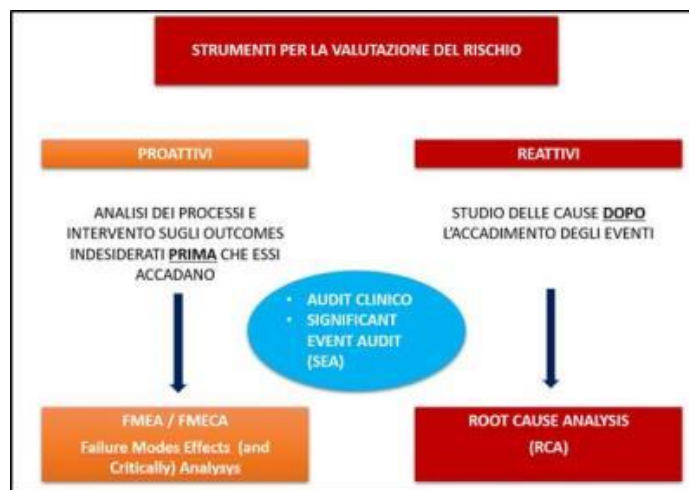 STRUMENTI PER LA VALUTAZIONE DEL RISCHIO
PROATTIVI
ANALISI DEI PROCESSI E
INTERVENTO SUGLI OUTCOMES
INDESIDERATI PRIMA CHE ESSI
ACCADANO
REATTIVI
STUDIO DELLE CAUSE DOPO
L'ACCADIMENTO DEGLI EVENTI
• AUDIT CLINICO
• SIGNIFICANT
EVENT AUDIT
(SEA)
FMEA / FMECA
Failure Modes Effects (and
Critically) Analysys
ROOT CAUSE ANALYSIS
(RCA)